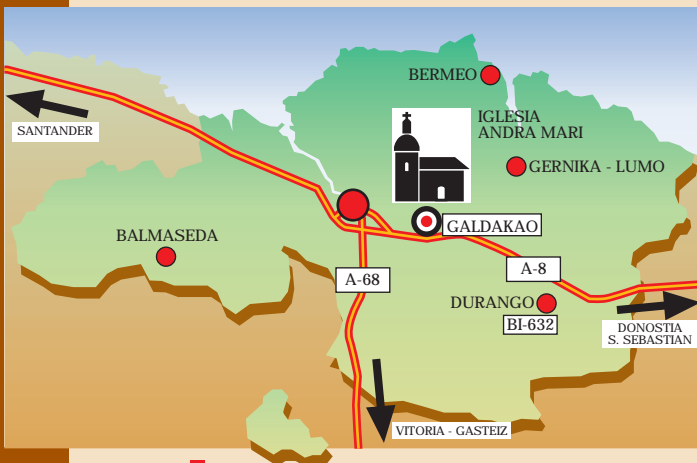 BERMEO
IGLESIA
ANDRA MARI
SANTANDER
GERNIKA - LUMO
GALDAKAO
BALMASEDA
A-8
A-68
DURANGO
BI-632
DONOSTIA
S. SEBASTIAN
VITORIA - GASTEIZ